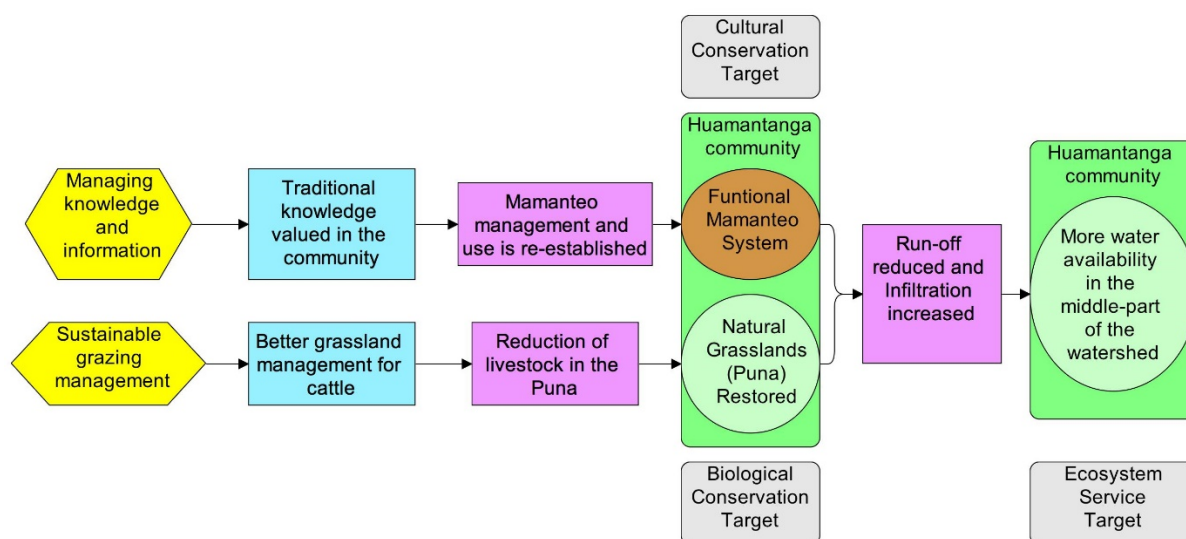 Cultural
Conservation
Target
Managing
knowledge
and
information
Traditional
knowledge
valued in the
community
Mamanteo
management and
use is re-established
Huamantanga
community
Funtional
Mamanteo
System
Sustainable
grazing
management
Better grassland
management for
cattle
Reduction of
livestock in the
Puna
Natural
Grasslands
(Puna)
Restored
Run-off
reduced and
Infiltration
increased
Huamantanga
community
More water
availability
in the
middle-part
of the
watershed
Biological
Conservation
Target
Ecosystem
Service
Target